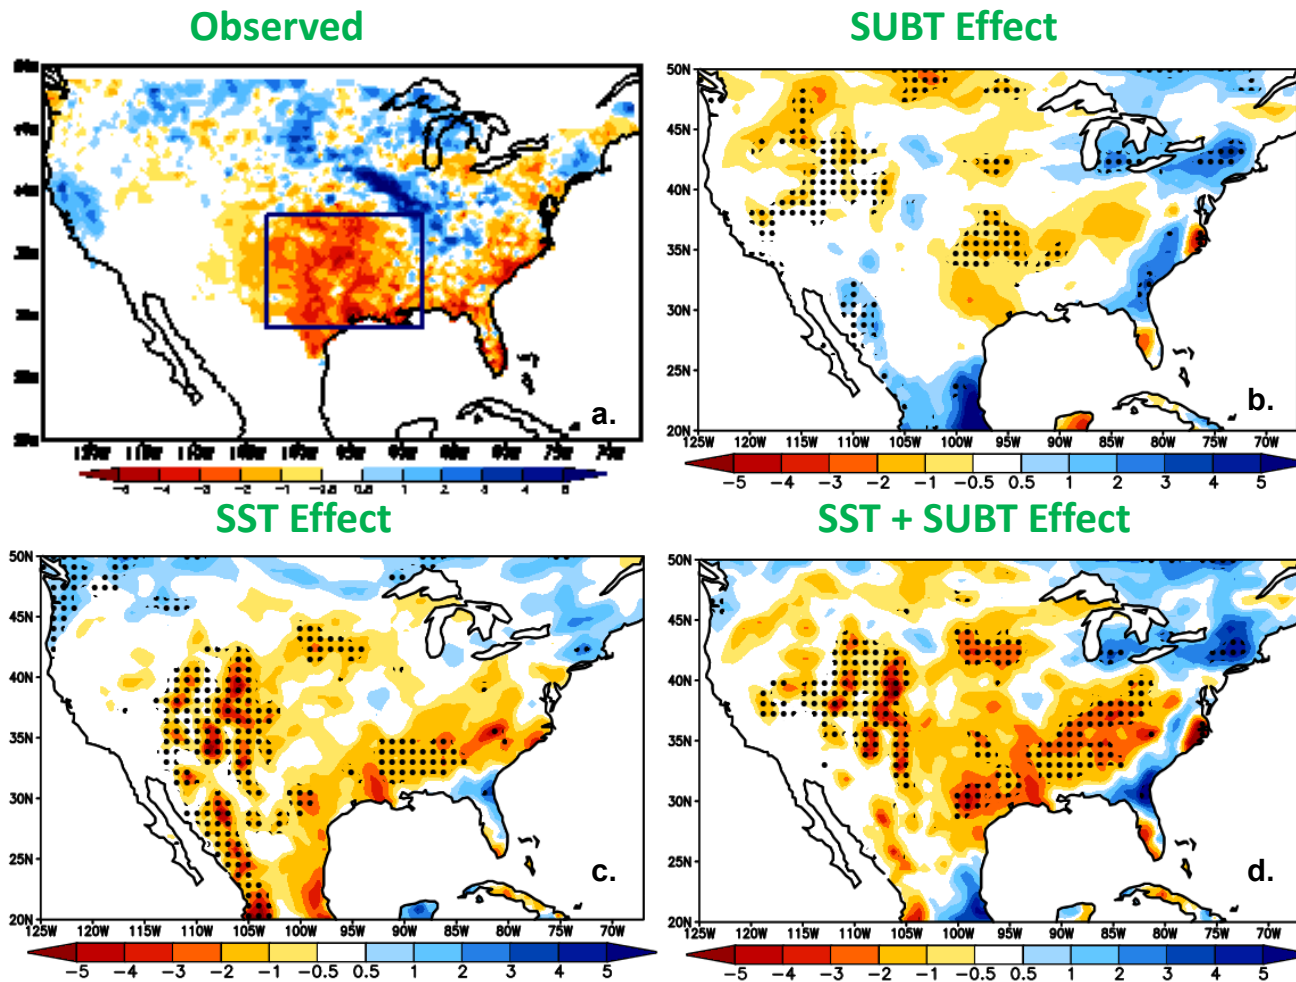 Observed
SUBT Effect
50N
45N
40N
35N
30N
25N
20N
a.
b.
125W 120W 115W 110W 105W 100W 95W 90W 85W 80W 75W 70W
-5 -4 -3 -2 -1 -0.5 0.5 1 2 3 4 5
SST Effect
SST + SUBT Effect
50N
45N
40N
35N
30N
25N
20N
c.
125W 120W 115W 110W 105W 100W 95W 90W 85W 80W 75W 70W
-5 -4 -3 -2 -1 -0.5 0.5 1 2 3 4 5
50N
45N
40N
35N
30N
25N
20N
d.
125W 120W 115W 110W 105W 100W 95W 90W 85W 80W 75W 70W
-5 -4 -3 -2 -1 -0.5 0.5 1 2 3 4 5